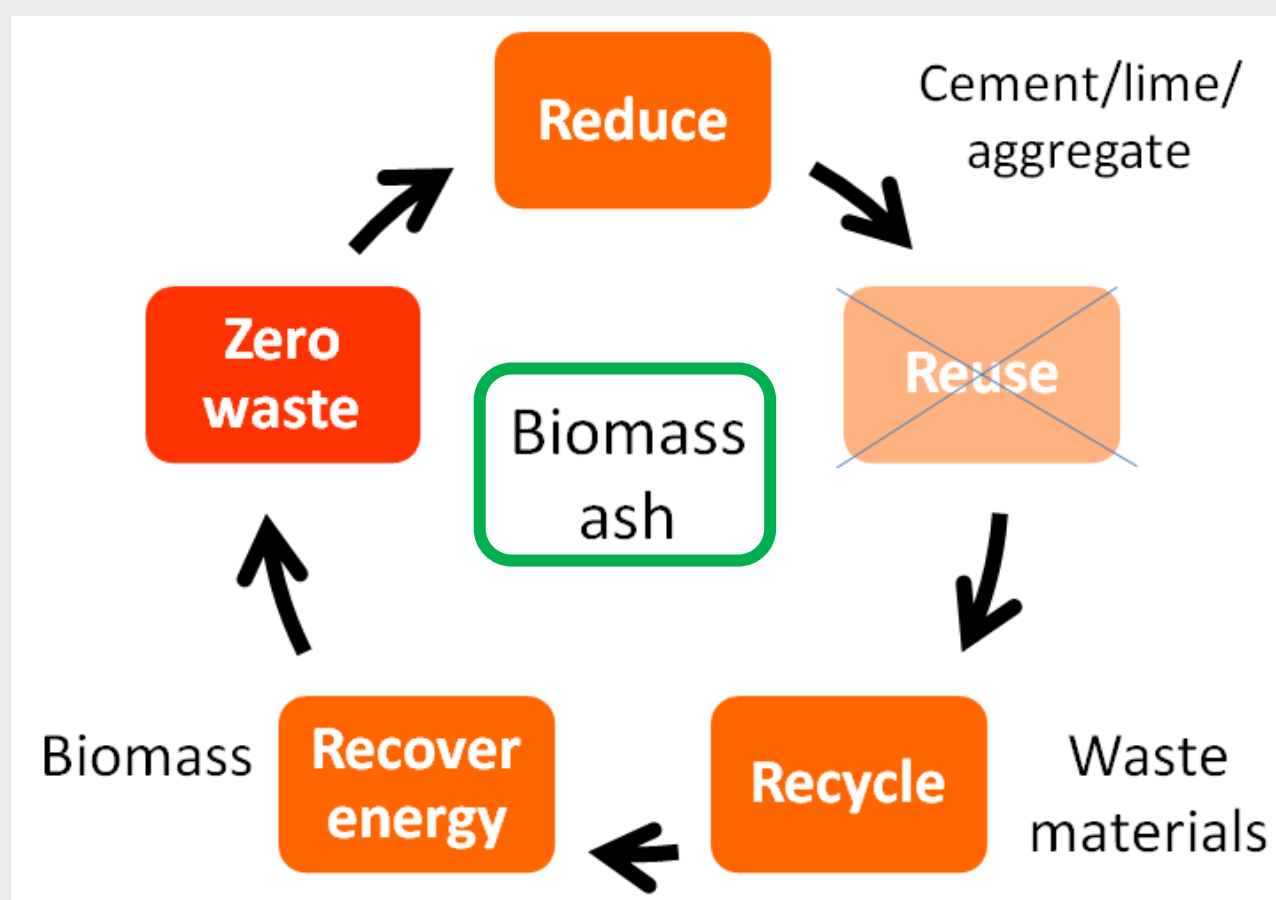 Reduce
Cement/lime/
aggregate
Zero
waste
Reuse
Biomass
ash
Biomass
Recover
energy
Recycle
Waste
materials